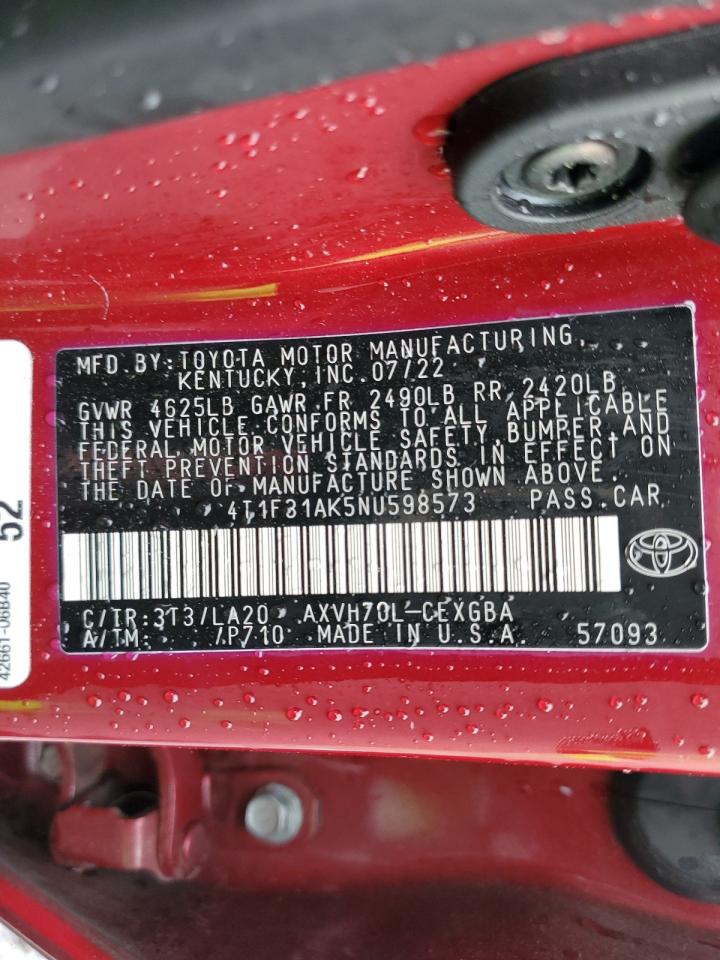 MFD. BY: TOYOTA MOTOR MANUFACTURING,
KENTUCKY, INC. 07/22
GVWR 4625LB GAWR FR 2490LB RR 2420LB
THIS VEHICLE CONFORMS TO ALL APPLICABLE
FEDERAL MOTOR VEHICLE SAFETY, BUMPER, AND
THEFT PREVENTION STANDARDS IN EFFECT ON
THE DATE OF MANUFACTURE SHOWN ABOVE.
4T1F31AK5NU598573 PASS. CAR
C/TR: 3T3/LA20 AXVH70L-CEXGBA
A/TM: /P710 MADE IN U.S.A. 57093
52
42661-06B40